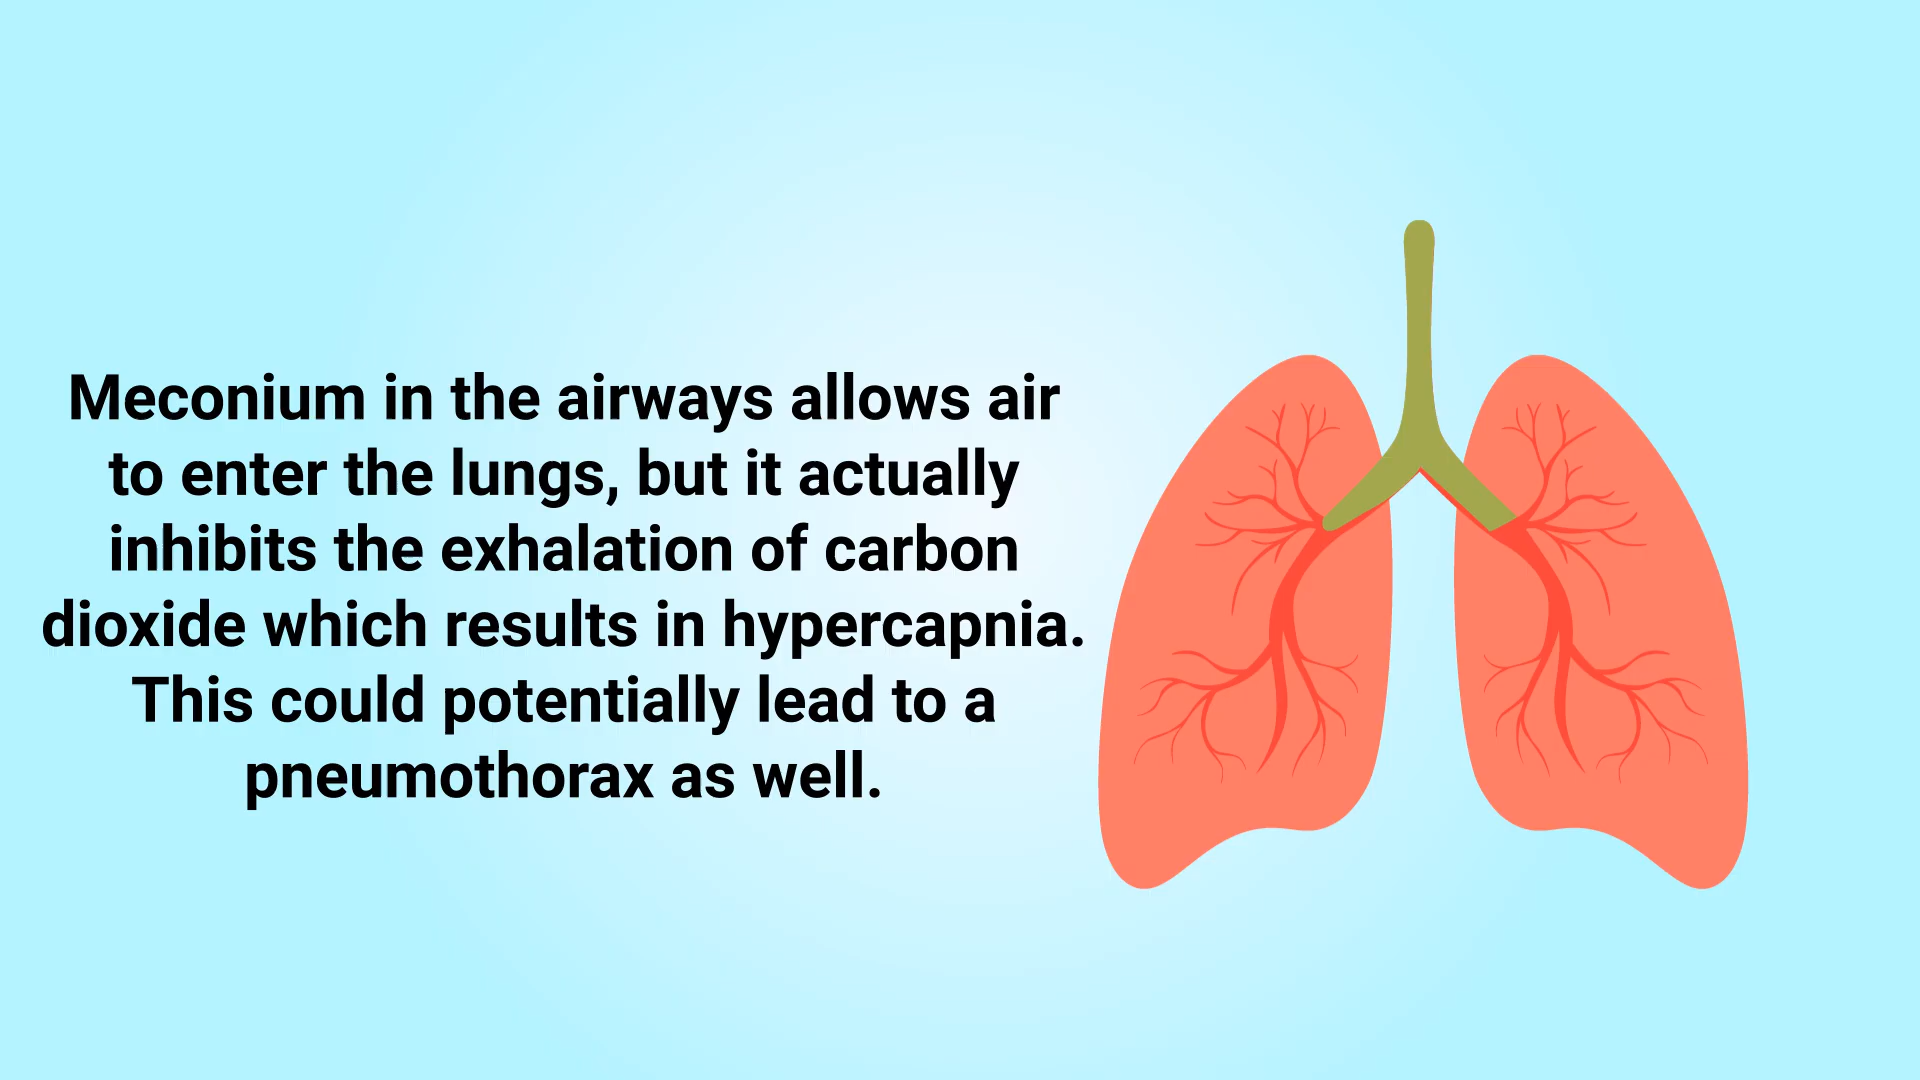 Meconium in the airways allows air
to enter the lungs, but it actually
inhibits the exhalation of carbon
dioxide which results in hypercapnia.
This could potentially lead to a
pneumothorax as well.